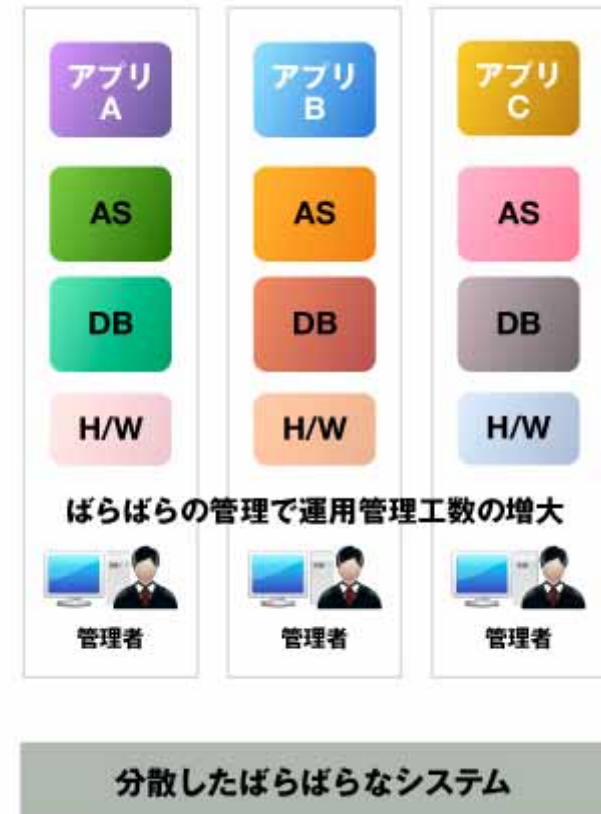 アプリ
A
アプリ
B
アプリ
C
AS
AS
AS
DB
DB
DB
H/W
H/W
H/W
ばらばらの管理で運用管理工数の増大
管理者
管理者
管理者
分散したばらばらなシステム